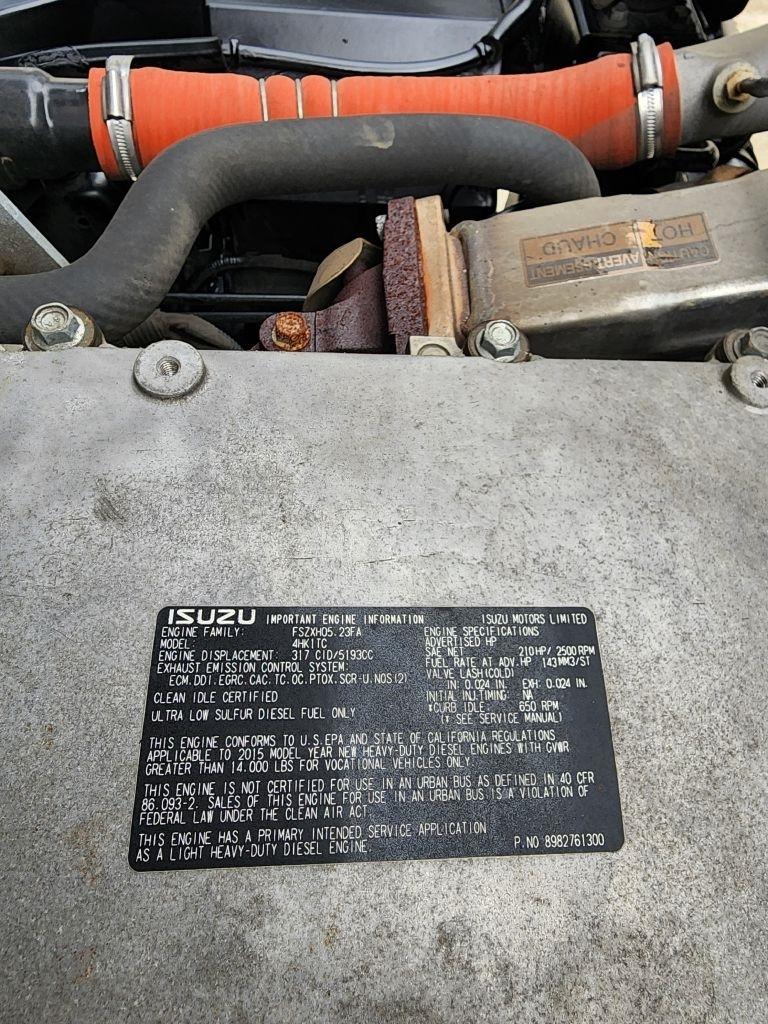 CAUTION
HOT
AVERTISSEMENT
CHAUD
ISUZU IMPORTANT ENGINE INFORMATION ISUZU MOTORS LIMITED
ENGINE FAMILY: FSZXH05.23FA
MODEL: 4HK1TC
ENGINE DISPLACEMENT: 317 CID/5193CC
EXHAUST EMISSION CONTROL SYSTEM:
ECM.DDI.EGRC.CAC.TC.OC.PTOX.SCR-U.NOS(2)
CLEAN IDLE CERTIFIED
ULTRA LOW SULFUR DIESEL FUEL ONLY
ENGINE SPECIFICATIONS
ADVERTISED HP
SAE NET 210HP/2500RPM
FUEL RATE AT ADV.HP 143MM3/ST
VALVE LASH(COLD)
IN: 0.024 IN. EXH: 0.024 IN.
INITIAL INJ.TIMING: NA
*CURB IDLE: 650 RPM
(* SEE SERVICE MANUAL)
THIS ENGINE CONFORMS TO U.S.EPA AND STATE OF CALIFORNIA REGULATIONS
APPLICABLE TO 2015 MODEL YEAR NEW HEAVY-DUTY DIESEL ENGINES WITH GVWR
GREATER THAN 14.000 LBS FOR VOCATIONAL VEHICLES ONLY.
THIS ENGINE IS NOT CERTIFIED FOR USE IN AN URBAN BUS AS DEFINED IN 40 CFR
86.093-2. SALES OF THIS ENGINE FOR USE IN AN URBAN BUS IS A VIOLATION OF
FEDERAL LAW UNDER THE CLEAN AIR ACT.
THIS ENGINE HAS A PRIMARY INTENDED SERVICE APPLICATION
AS A LIGHT HEAVY-DUTY DIESEL ENGINE.
P.NO 8982761300